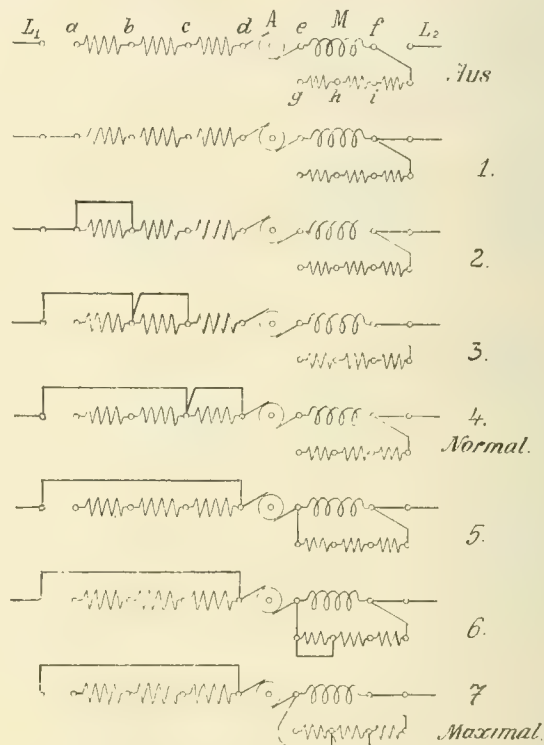 L₁ a b c d A e M f L₂
g h i Aus
1.
2.
3.
4.
Normal.
5.
6.
7
Maximal.